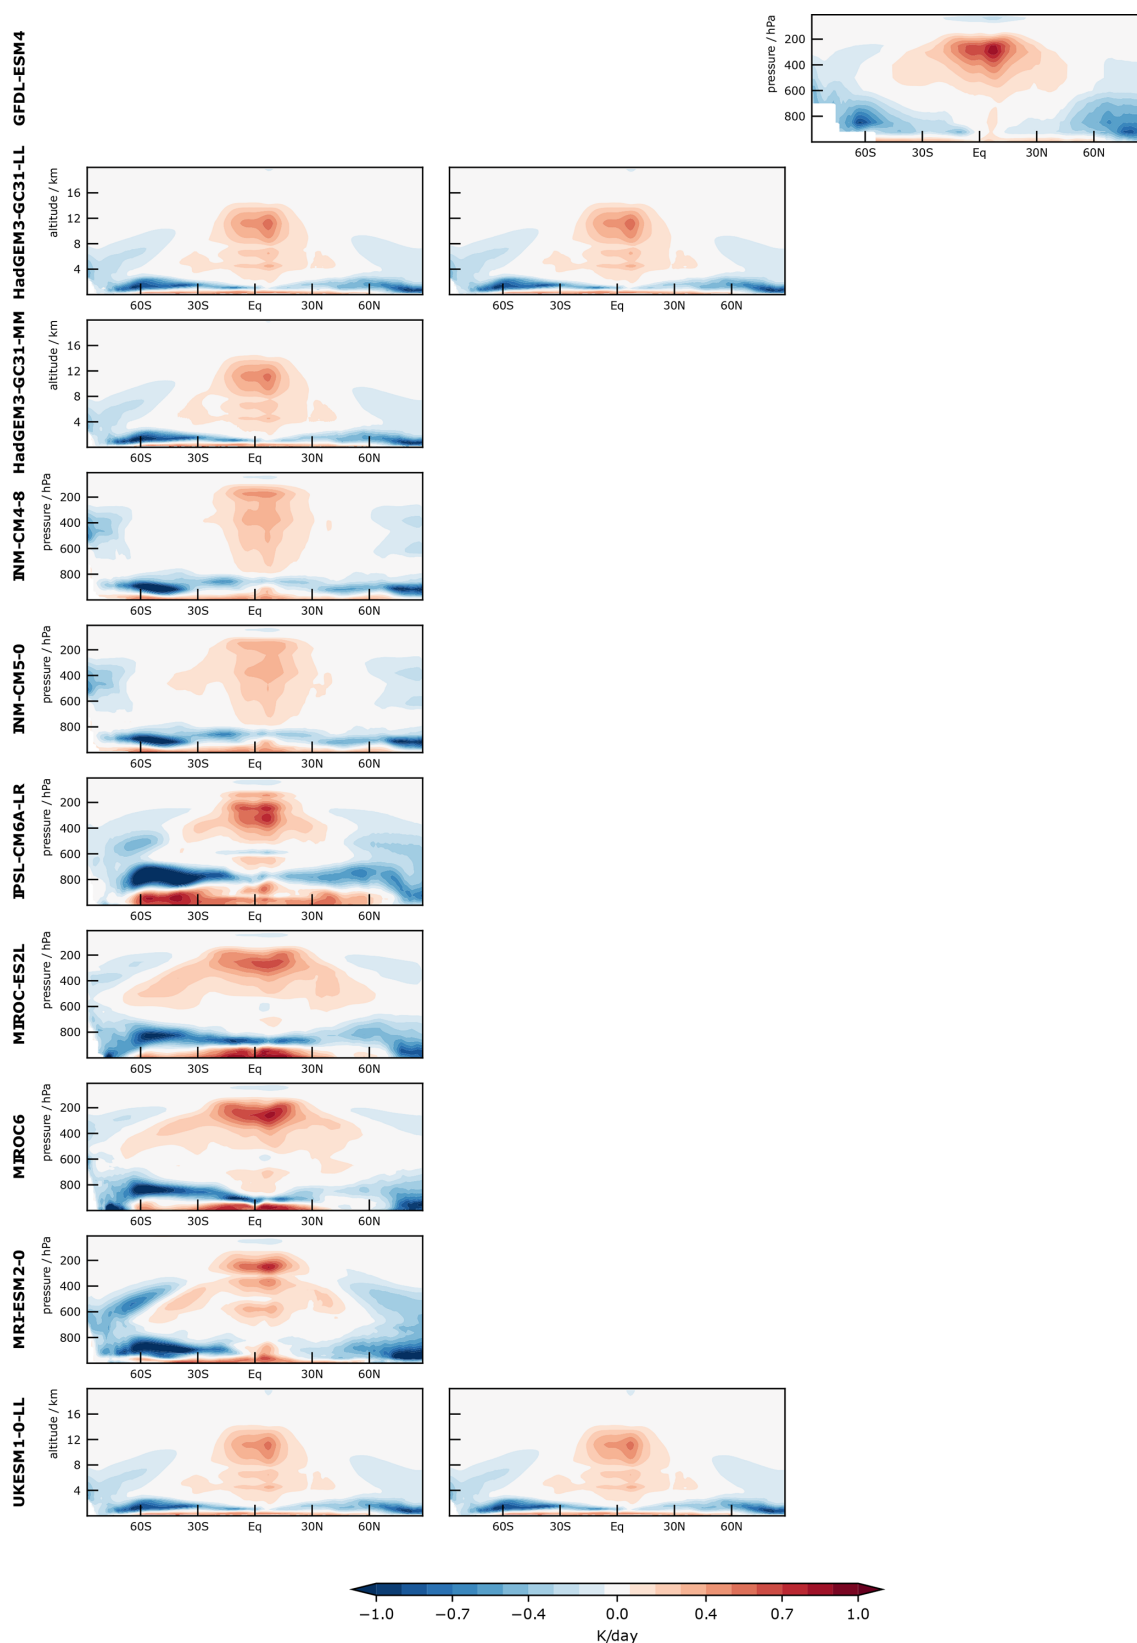 GFDL-ESM4
pressure / hPa
200
400
600
800
60S 30S Eq 30N 60N
HadGEM3-GC31-LL
altitude / km
16
12
8
4
60S 30S Eq 30N 60N
60S 30S Eq 30N 60N
HadGEM3-GC31-MM
altitude / km
16
12
8
4
60S 30S Eq 30N 60N
INM-CM4-8
pressure / hPa
200
400
600
800
60S 30S Eq 30N 60N
INM-CM5-0
pressure / hPa
200
400
600
800
60S 30S Eq 30N 60N
IPSL-CM6A-LR
pressure / hPa
200
400
600
800
60S 30S Eq 30N 60N
MIROC-ES2L
pressure / hPa
200
400
600
800
60S 30S Eq 30N 60N
MIROC6
pressure / hPa
200
400
600
800
60S 30S Eq 30N 60N
MRI-ESM2-0
pressure / hPa
200
400
600
800
60S 30S Eq 30N 60N
UKESM1-0-LL
altitude / km
16
12
8
4
60S 30S Eq 30N 60N
60S 30S Eq 30N 60N
−1.0 −0.7 −0.4 0.0 0.4 0.7 1.0
K/day